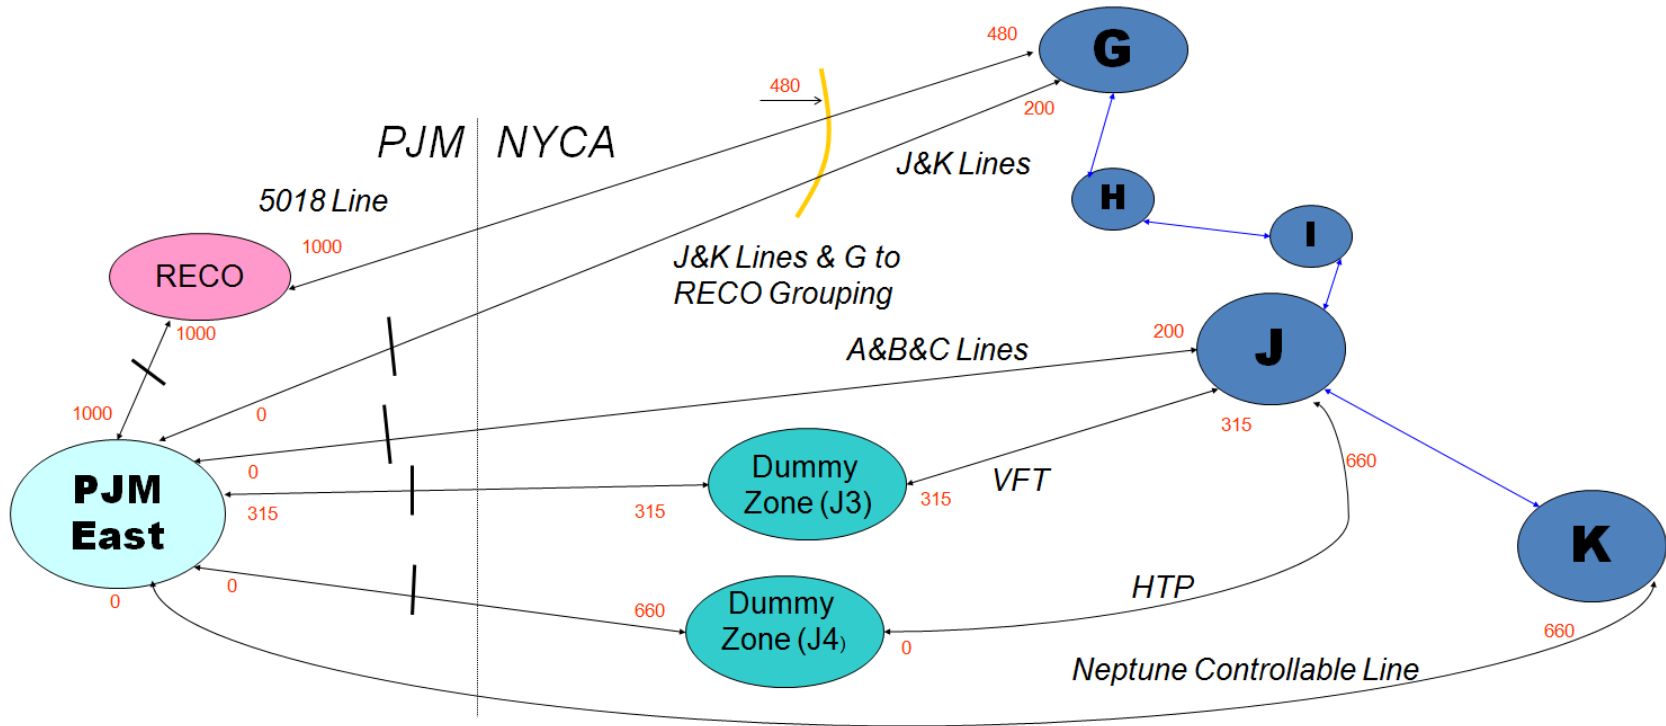 480
G
480
200
PJM
NYCA
J&K Lines
5018 Line
H
1000
I
RECO
J&K Lines & G to
RECO Grouping
1000
200
J
A&B&C Lines
1000
0
315
0
Dummy
Zone (J3)
660
PJM
East
VFT
315
315
315
K
Dummy
Zone (J4)
HTP
0
0
660
660
0
Neptune Controllable Line